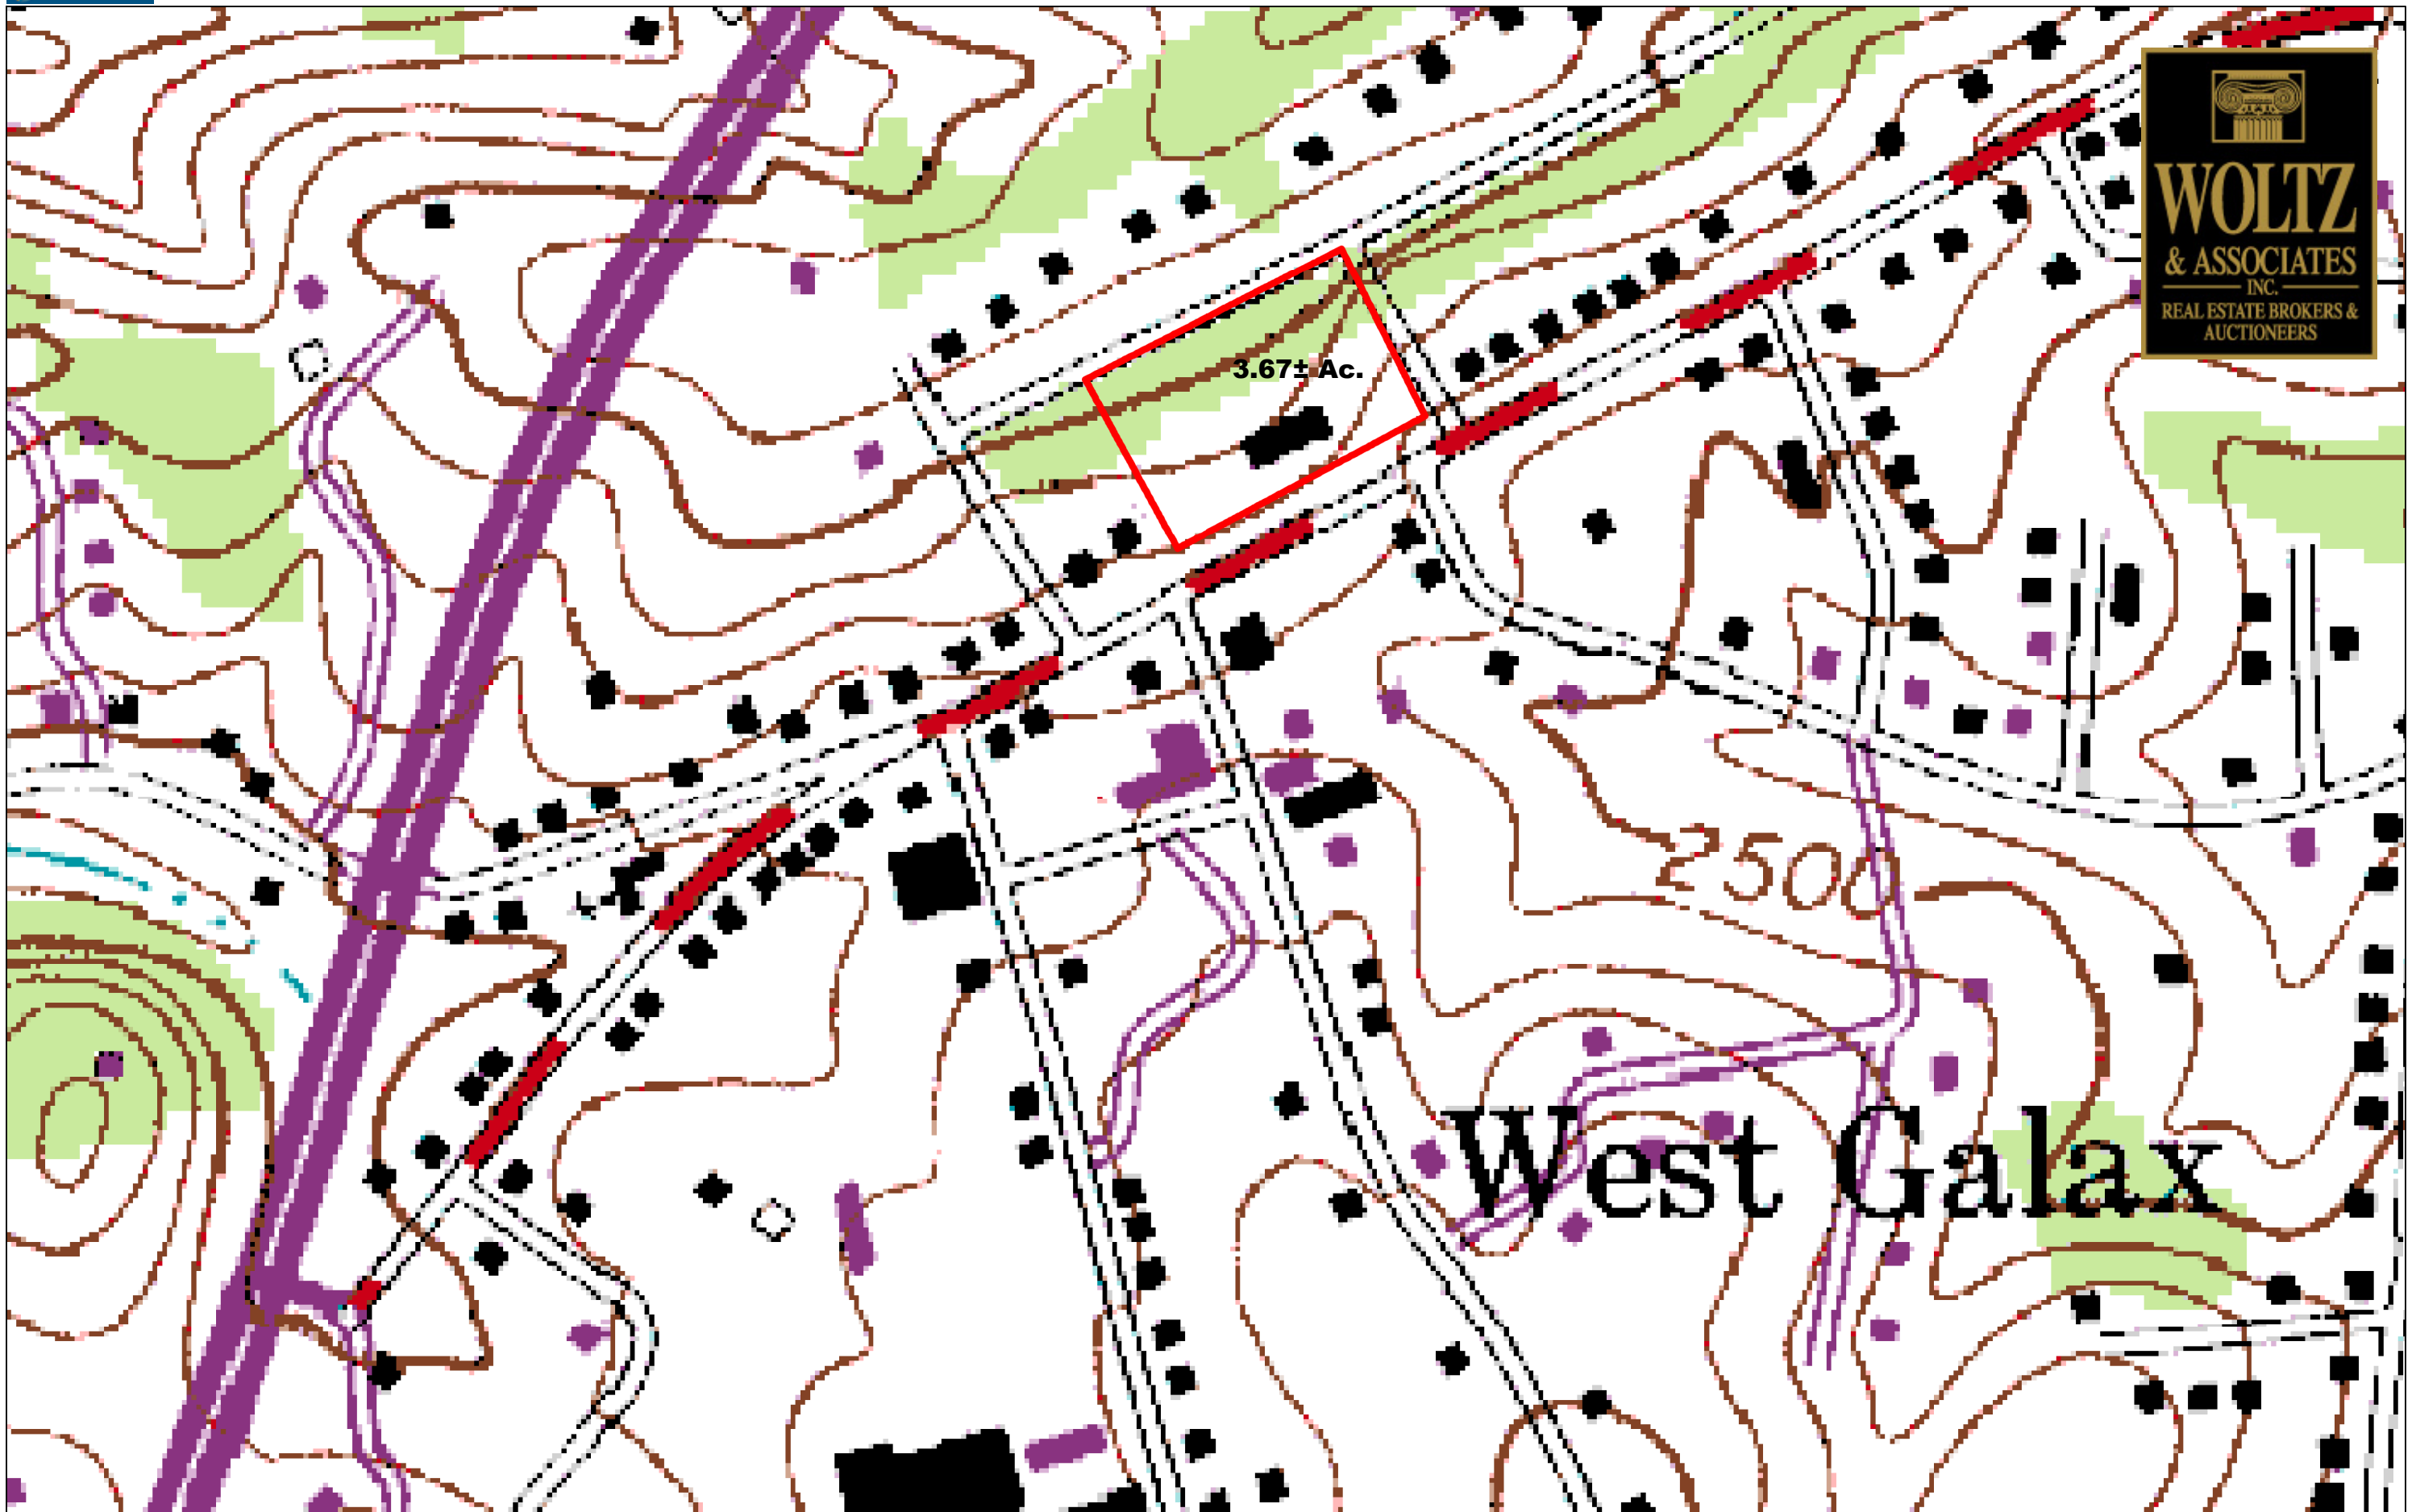 WOLTZ
& ASSOCIATES
INC.
REAL ESTATE BROKERS &
AUCTIONEERS
3.67± Ac.
2500
West Galax